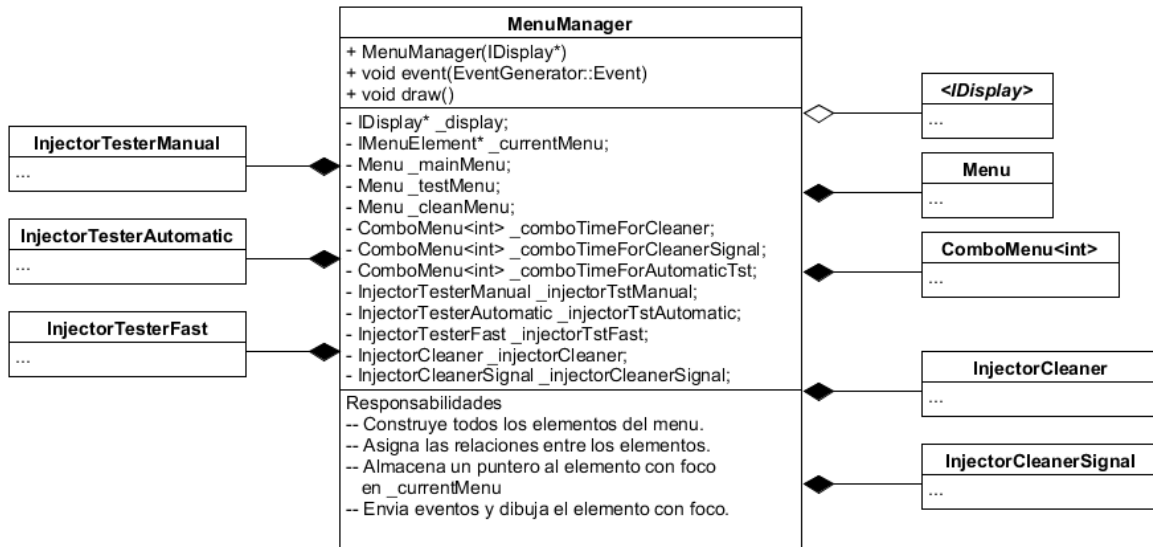 MenuManager
+ MenuManager(IDisplay*)
+ void event(EventGenerator::Event)
+ void draw()
- IDisplay* _display;
- IMenuElement* _currentMenu;
- Menu _mainMenu;
- Menu _testMenu;
- Menu _cleanMenu;
- ComboMenu<int> _comboTimeForCleaner;
- ComboMenu<int> _comboTimeForCleanerSignal;
- ComboMenu<int> _comboTimeForAutomaticTst;
- InjectorTesterManual _injectorTstManual;
- InjectorTesterAutomatic _injectorTstAutomatic;
- InjectorTesterFast _injectorTstFast;
- InjectorCleaner _injectorCleaner;
- InjectorCleanerSignal _injectorCleanerSignal;
Responsabilidades
-- Construye todos los elementos del menu.
-- Asigna las relaciones entre los elementos.
-- Almacena un puntero al elemento con foco
en _currentMenu
-- Envia eventos y dibuja el elemento con foco.
InjectorTesterManual
...
InjectorTesterAutomatic
...
InjectorTesterFast
...
<IDisplay>
...
Menu
...
ComboMenu<int>
...
InjectorCleaner
...
InjectorCleanerSignal
...